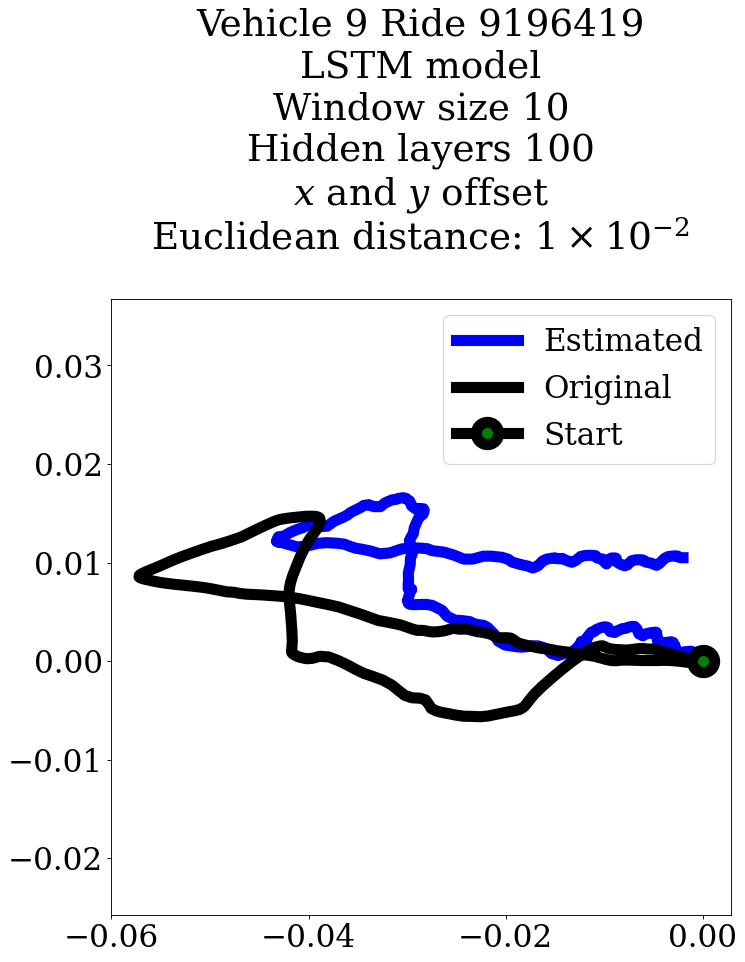 Vehicle 9 Ride 9196419
LSTM model
Window size 10
Hidden layers 100
x and y offset
Euclidean distance: 1 × 10⁻²
Estimated
Original
Start
0.03
0.02
0.01
0.00
−0.01
−0.02
−0.06 −0.04 −0.02 0.00